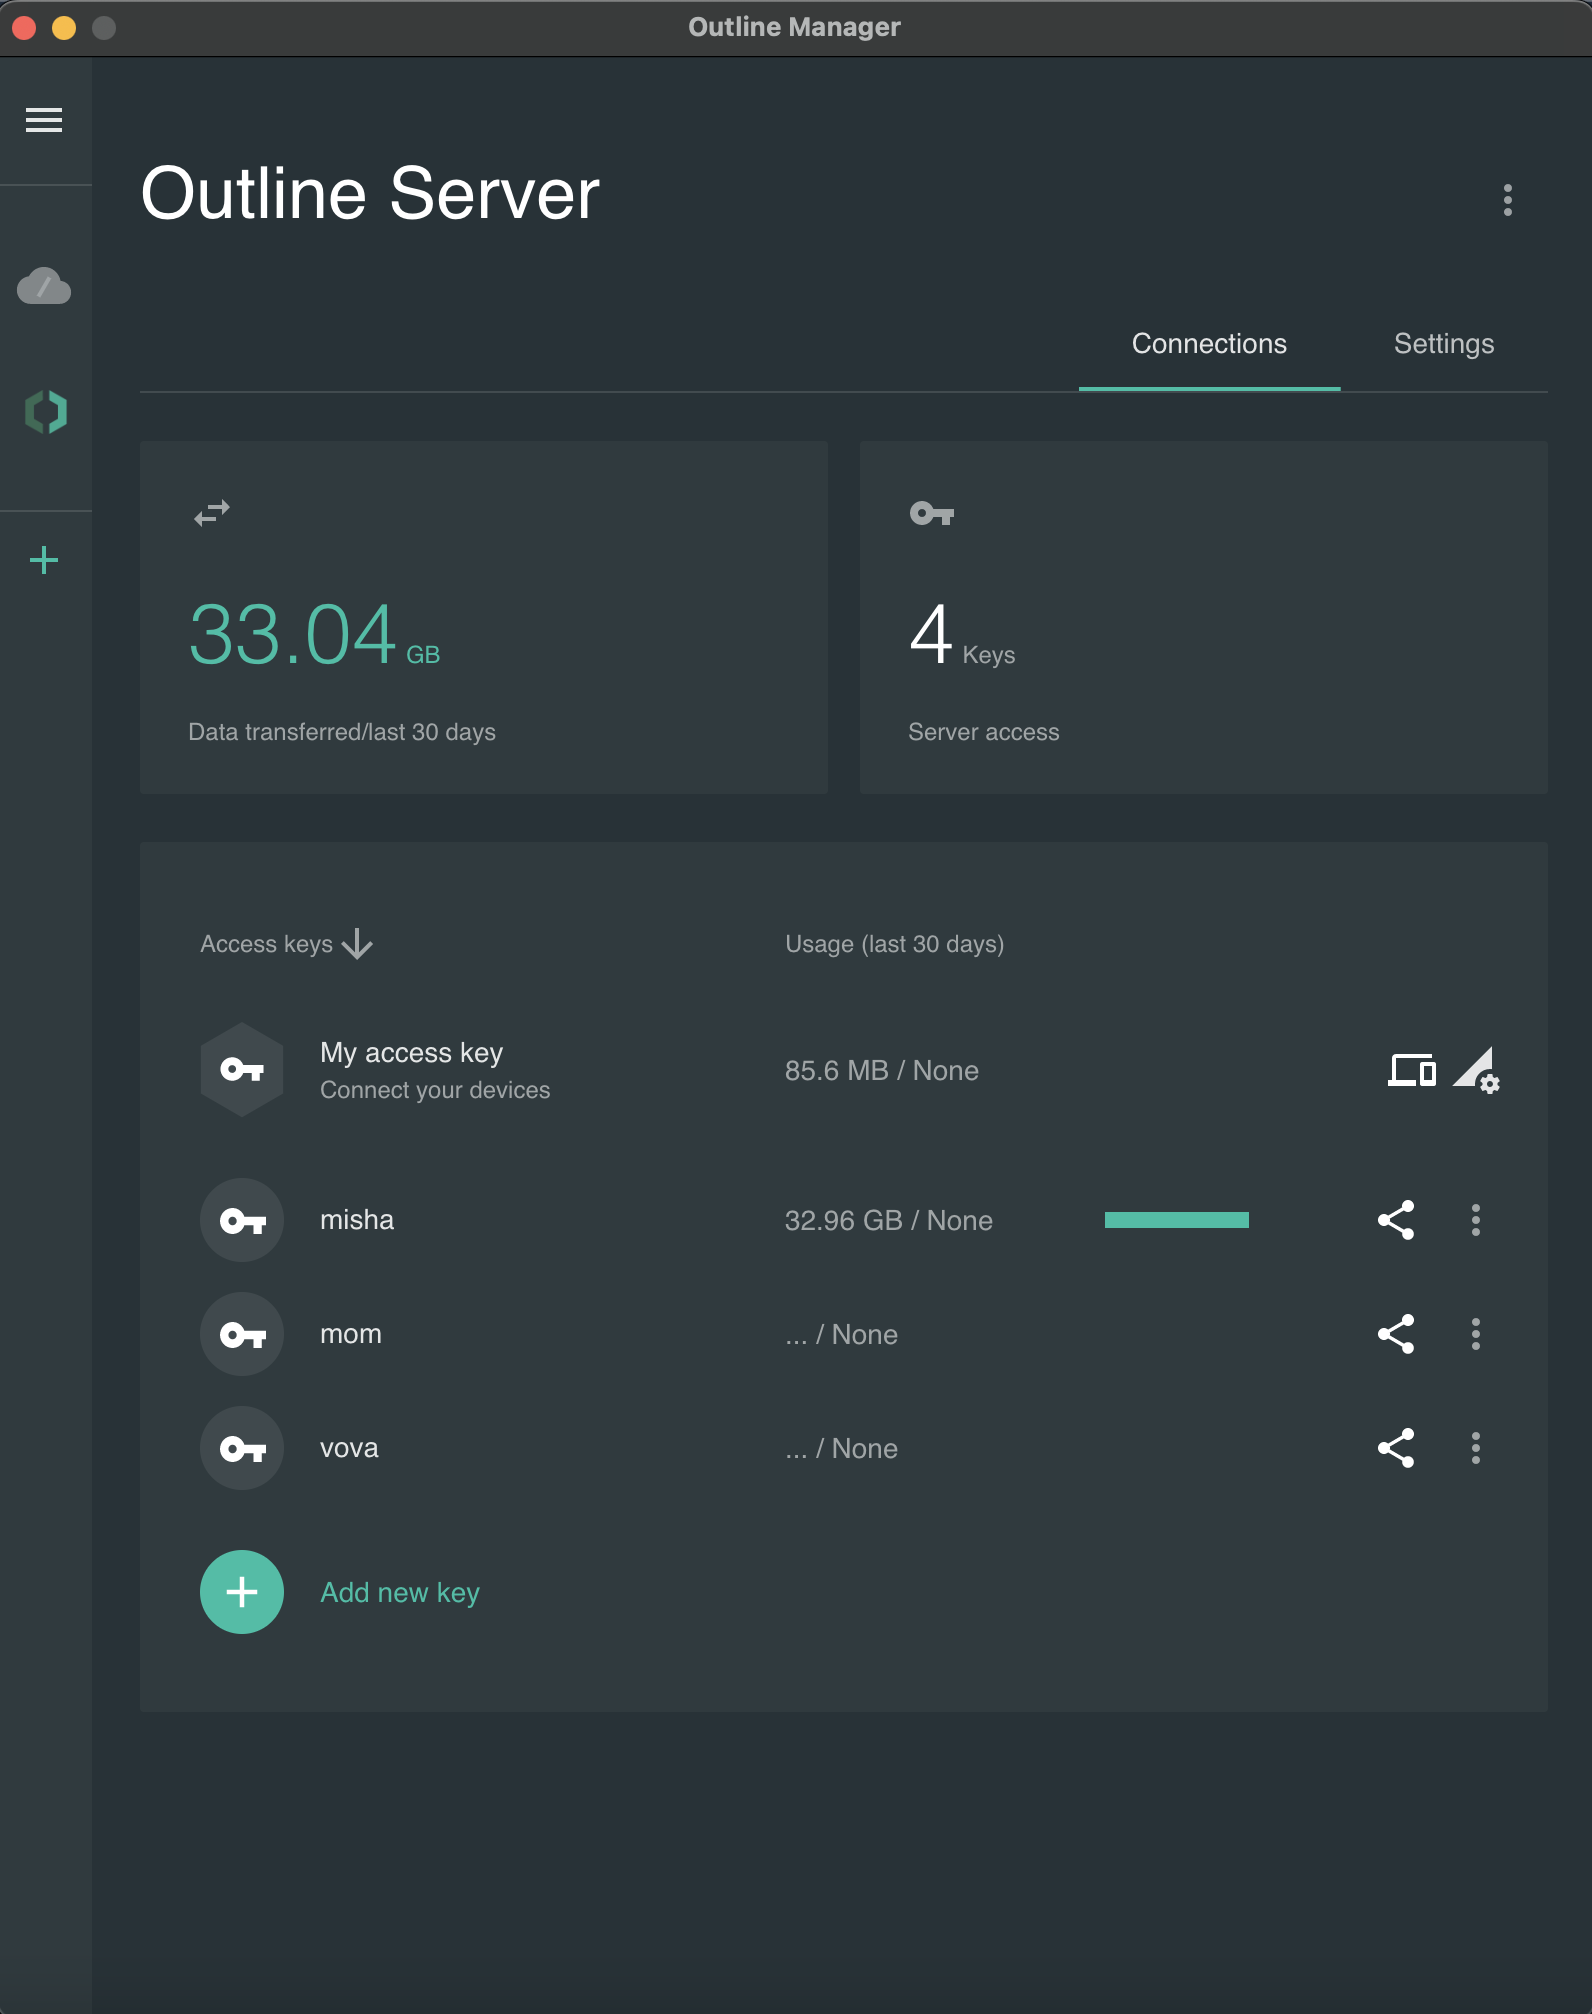 Outline Manager
Outline Server
Connections Settings
33.04 GB
Data transferred/last 30 days
4 Keys
Server access
Access keys
Usage (last 30 days)
My access key
Connect your devices
85.6 MB / None
misha
32.96 GB / None
mom
... / None
vova
... / None
Add new key